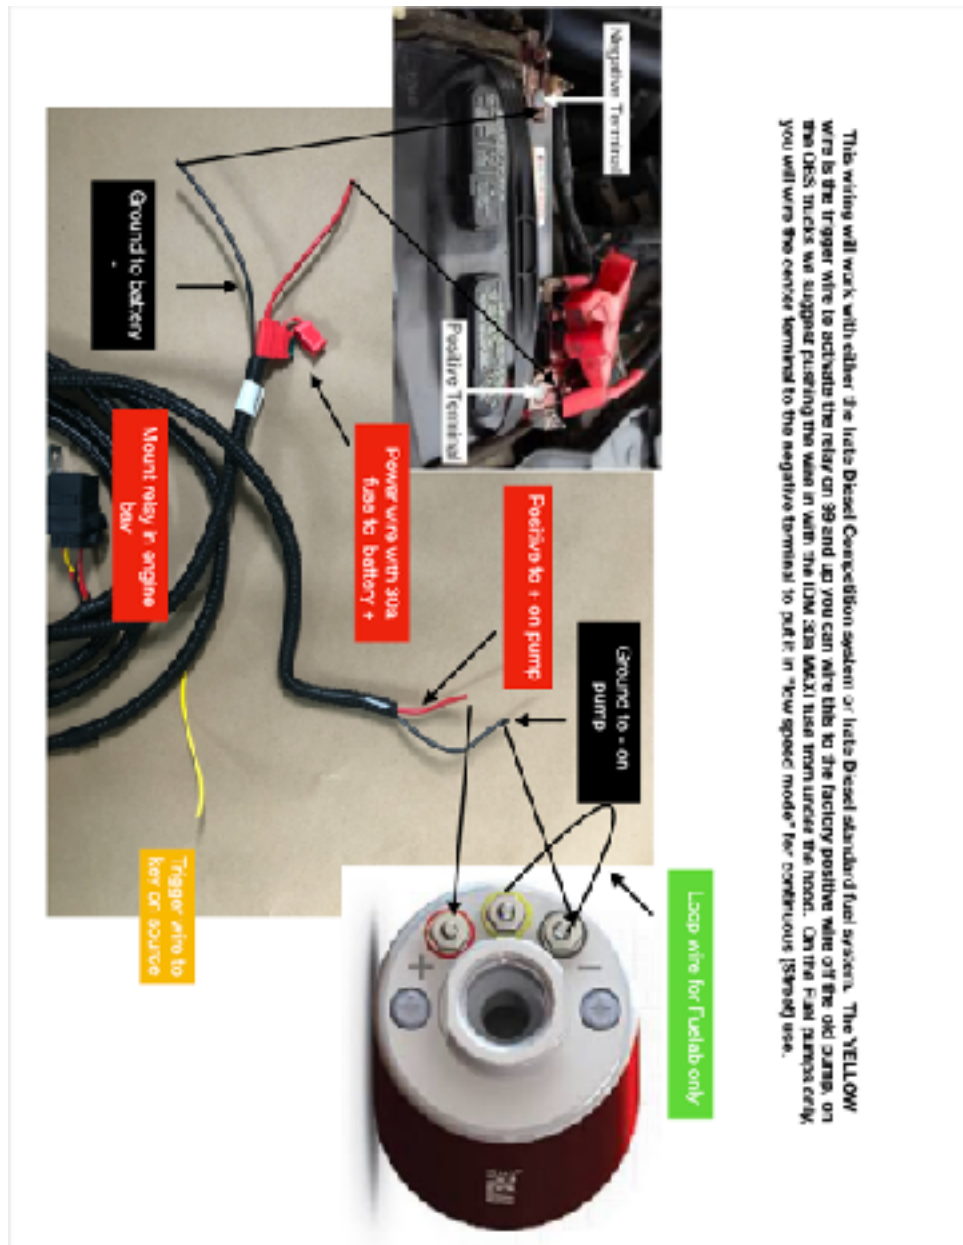 This wiring will work with either the Irate Diesel Competition system or Irate Diesel standard fuel system. The YELLOW
wire is the trigger wire to activate the relay on 99 and up you can wire this to the factory positive wire off the old pump, on
the OBS trucks we suggest pushing the wire in with the IDM 30a MAXI fuse from under the hood. On the Fuel pumps only,
you will wire the center terminal to the negative terminal to put it in "low speed mode" for continuous (Street) use.
Negative Terminal
Positive Terminal
Ground to battery
-
Power wire with 30a
fuse to battery +
Mount relay in engine
bay
Positive to + on pump
Ground to - on
pump
Trigger wire to
key on source
Loop wire for Fuelab only
+
-